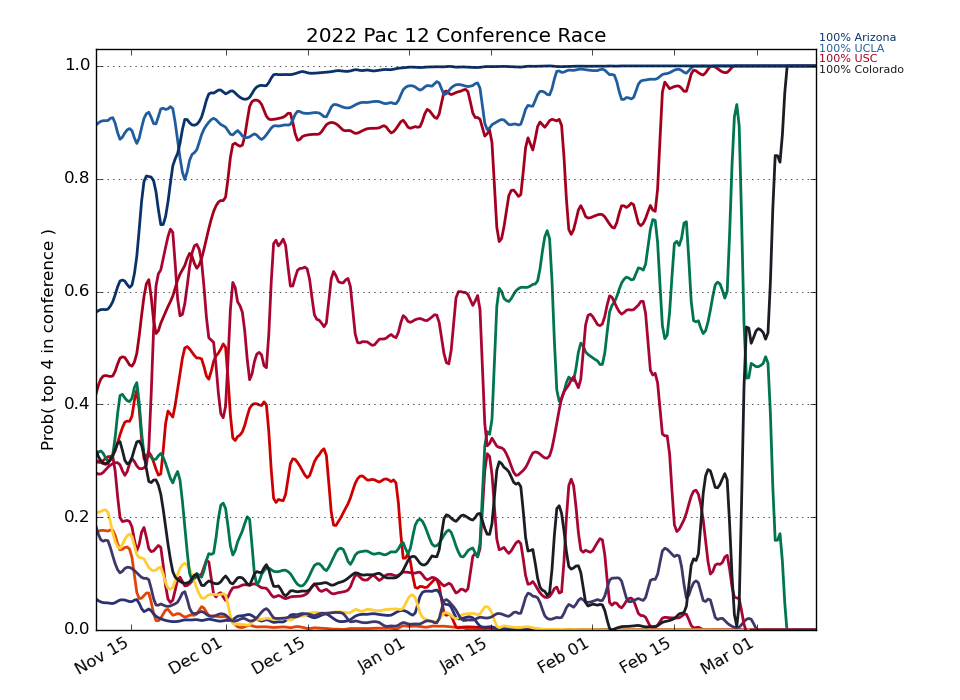 2022 Pac 12 Conference Race
100% Arizona
100% UCLA
100% USC
100% Colorado
Prob( top 4 in conference )
1.0
0.8
0.6
0.4
0.2
0.0
Nov 15
Dec 01
Dec 15
Jan 01
Jan 15
Feb 01
Feb 15
Mar 01